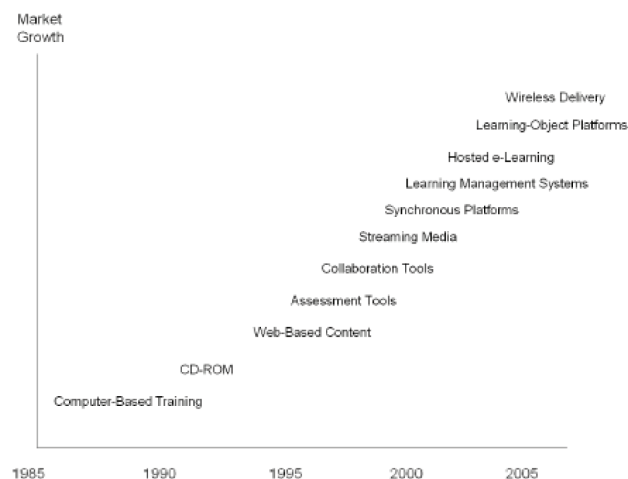 Market
Growth
Wireless Delivery
Learning-Object Platforms
Hosted e-Learning
Learning Management Systems
Synchronous Platforms
Streaming Media
Collaboration Tools
Assessment Tools
Web-Based Content
CD-ROM
Computer-Based Training
1985 1990 1995 2000 2005